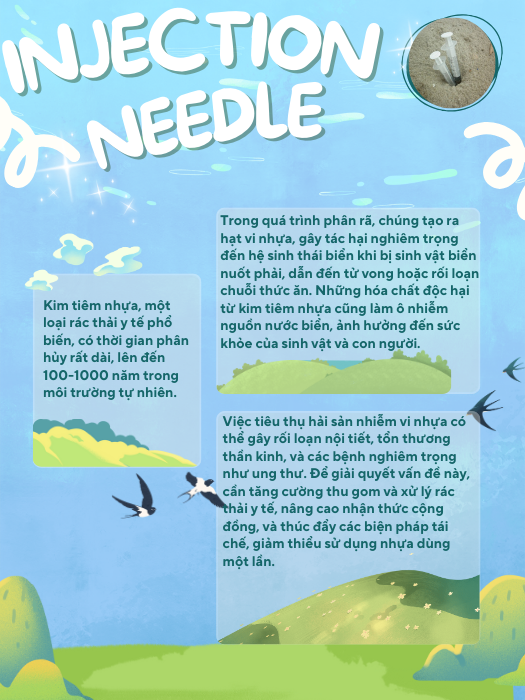 INJECTION
NEEDLE
Trong quá trình phân rã, chúng tạo ra
hạt vi nhựa, gây tác hại nghiêm trọng
đến hệ sinh thái biển khi bị sinh vật biển
nuốt phải, dẫn đến tử vong hoặc rối loạn
chuỗi thức ăn. Những hóa chất độc hại
từ kim tiêm nhựa cũng làm ô nhiễm
nguồn nước biển, ảnh hưởng đến sức
khỏe của sinh vật và con người.
Kim tiêm nhựa, một
loại rác thải y tế phổ
biến, có thời gian phân
hủy rất dài, lên đến
100-1000 năm trong
môi trường tự nhiên.
Việc tiêu thụ hải sản nhiễm vi nhựa có
thể gây rối loạn nội tiết, tổn thương
thần kinh, và các bệnh nghiêm trọng
như ung thư. Để giải quyết vấn đề này,
cần tăng cường thu gom và xử lý rác
thải y tế, nâng cao nhận thức cộng
đồng, và thúc đẩy các biện pháp tái
chế, giảm thiểu sử dụng nhựa dùng
một lần.